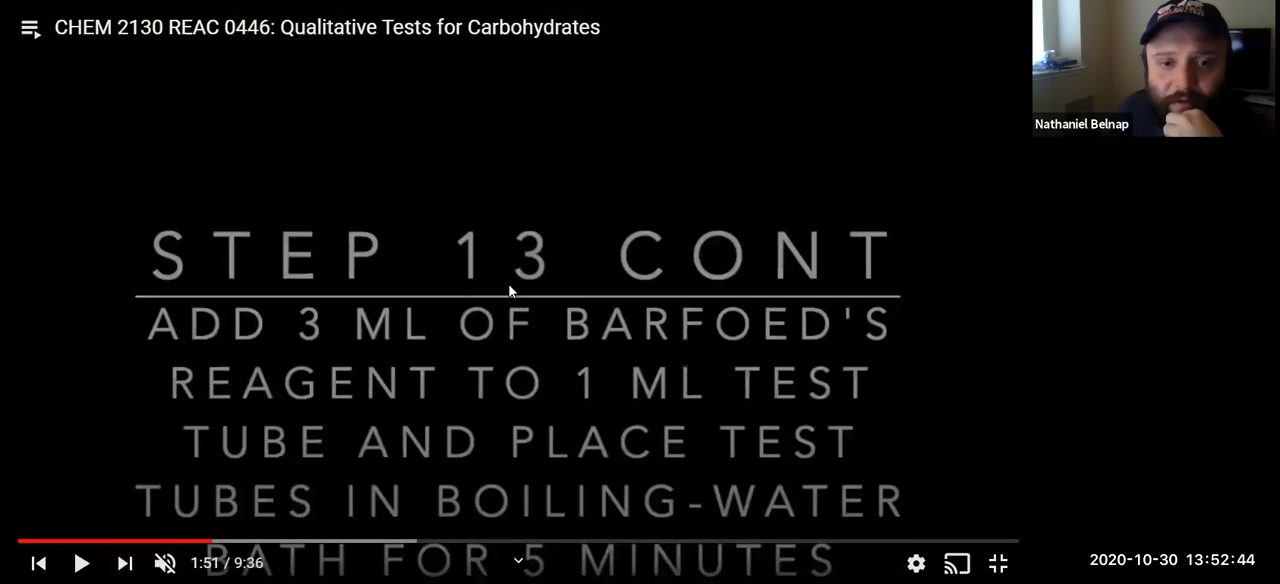 CHEM 2130 REAC 0446: Qualitative Tests for Carbohydrates
Nathaniel Belnap
STEP 13 CONT
ADD 3 ML OF BARFOED'S
REAGENT TO 1 ML TEST
TUBE AND PLACE TEST
TUBES IN BOILING-WATER
BATH FOR 5 MINUTES
1:51 / 9:36
2020-10-30 13:52:44